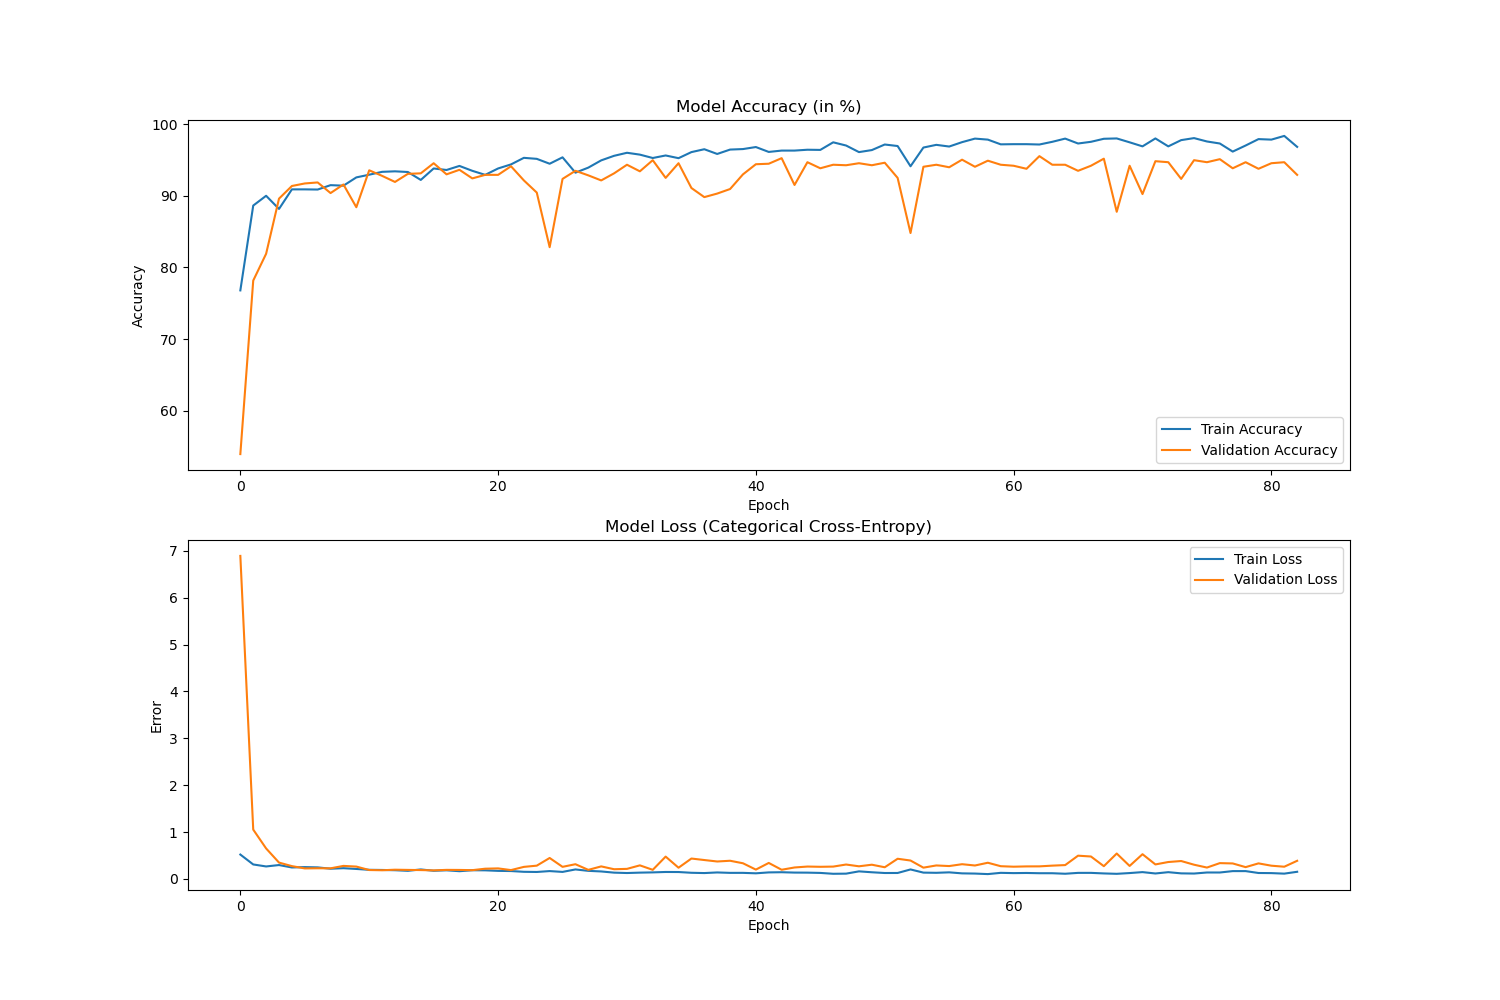 Model Accuracy (in %)
100
90
80
70
60
Accuracy
Train Accuracy
Validation Accuracy
0 20 40 60 80
Epoch
Model Loss (Categorical Cross-Entropy)
7
6
5
4
3
2
1
0
Error
Train Loss
Validation Loss
0 20 40 60 80
Epoch